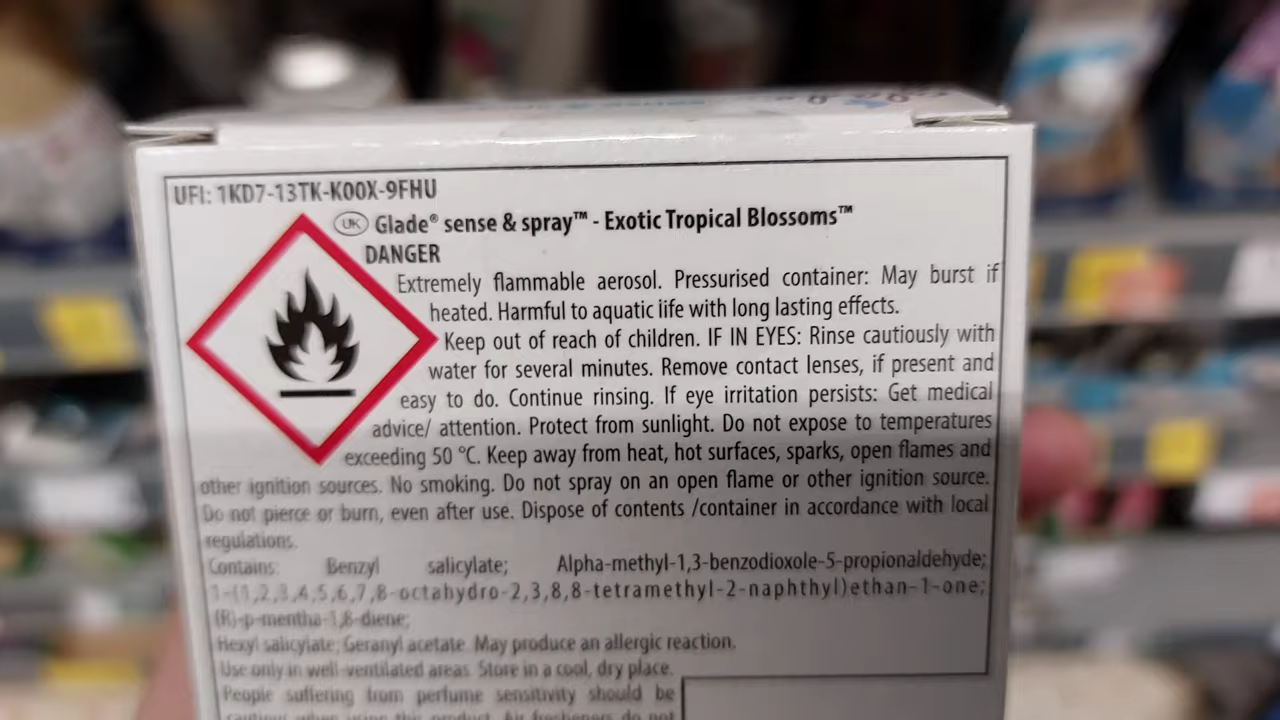 UFI: 1KD7-13TK-K00X-9FHU
UK Glade® sense & spray™ - Exotic Tropical Blossoms™
DANGER
Extremely flammable aerosol. Pressurised container: May burst if
heated. Harmful to aquatic life with long lasting effects.
Keep out of reach of children. IF IN EYES: Rinse cautiously with
water for several minutes. Remove contact lenses, if present and
easy to do. Continue rinsing. If eye irritation persists: Get medical
advice/ attention. Protect from sunlight. Do not expose to temperatures
exceeding 50 °C. Keep away from heat, hot surfaces, sparks, open flames and
other ignition sources. No smoking. Do not spray on an open flame or other ignition source.
Do not pierce or burn, even after use. Dispose of contents /container in accordance with local
regulations.
Contains: Benzyl salicylate; Alpha-methyl-1,3-benzodioxole-5-propionaldehyde;
1-(1,2,3,4,5,6,7,8-octahydro-2,3,8,8-tetramethyl-2-naphthyl)ethan-1-one;
(R)-p-mentha-1,8-diene;
Hexyl salicylate; Geranyl acetate. May produce an allergic reaction.
Use only in well-ventilated areas. Store in a cool, dry place.
People suffering from perfume sensitivity should be
cautious when using this product. Air fresheners do not